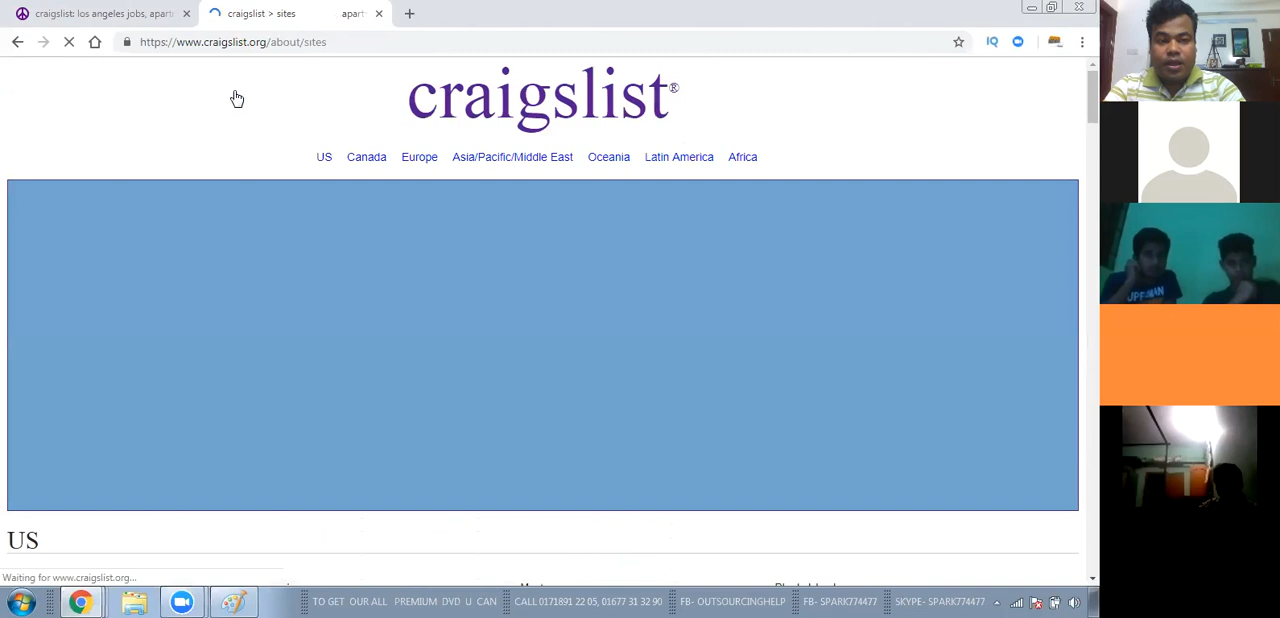 craigslist: los angeles jobs, apart
craigslist > sites apart
https://www.craigslist.org/about/sites
IQ
craigslist®
US Canada Europe Asia/Pacific/Middle East Oceania Latin America Africa
US
Waiting for www.craigslist.org...
TO GET OUR ALL PREMIUM DVD U CAN CALL 0171891 22 05, 01677 31 32 90 FB- OUTSOURCINGHELP FB- SPARK774477 SKYPE- SPARK774477